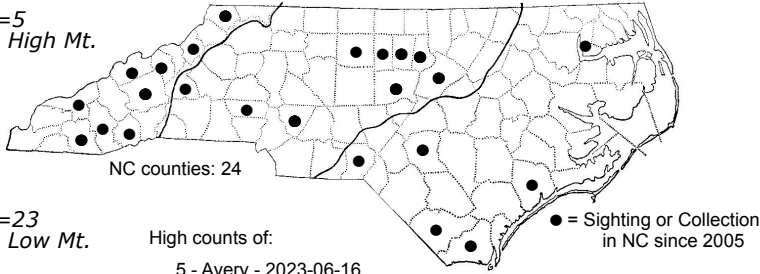 =5
High Mt.
NC counties: 24
=23
Low Mt.
High counts of:
5 - Avery - 2023-06-16
● = Sighting or Collection
in NC since 2005